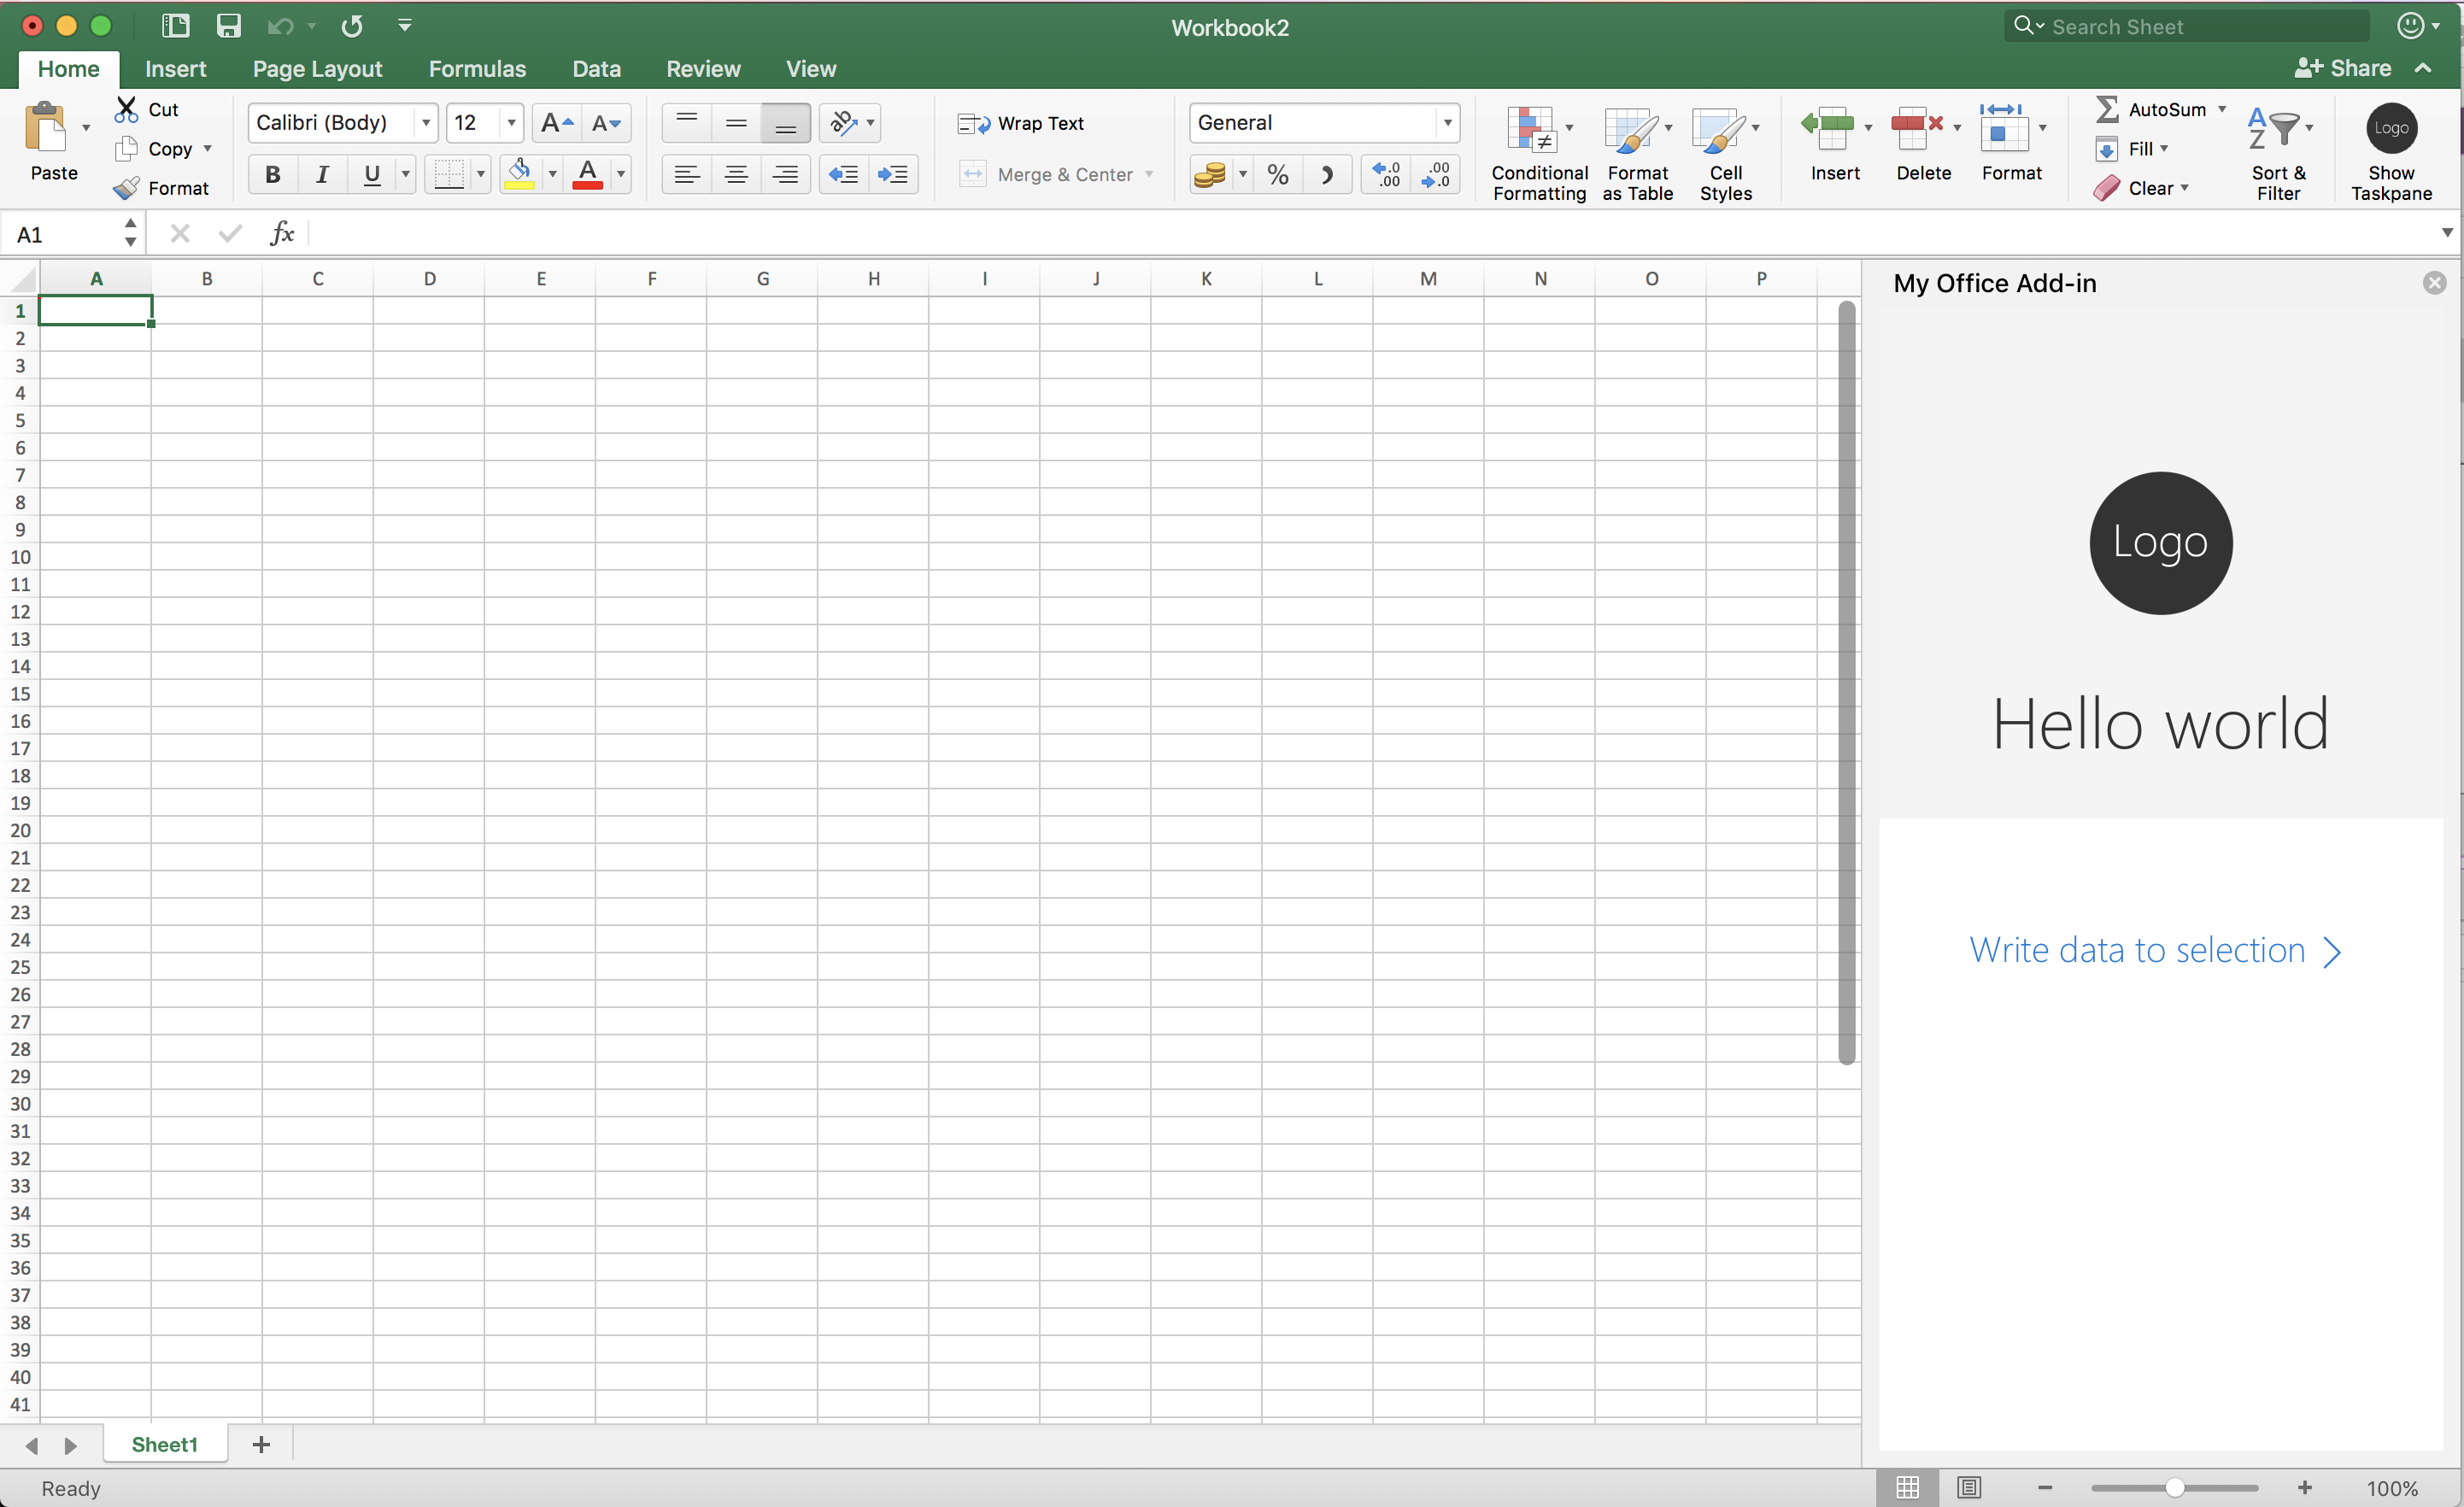 Workbook2
Search Sheet
Home Insert Page Layout Formulas Data Review View
Share
Paste
Cut
Copy
Format
Calibri (Body) 12 A A
B I U A
ab
Wrap Text
Merge & Center
General
% .0 .00 .00 .0
Conditional Formatting
Format as Table
Cell Styles
Insert
Delete
Format
AutoSum
Fill
Clear
A Z
Sort & Filter
Logo
Show Taskpane
A1 fx
A B C D E F G H I J K L M N O P
1
2
3
4
5
6
7
8
9
10
11
12
13
14
15
16
17
18
19
20
21
22
23
24
25
26
27
28
29
30
31
32
33
34
35
36
37
38
39
40
41
My Office Add-in
Logo
Hello world
Write data to selection
Sheet1
Ready
100%